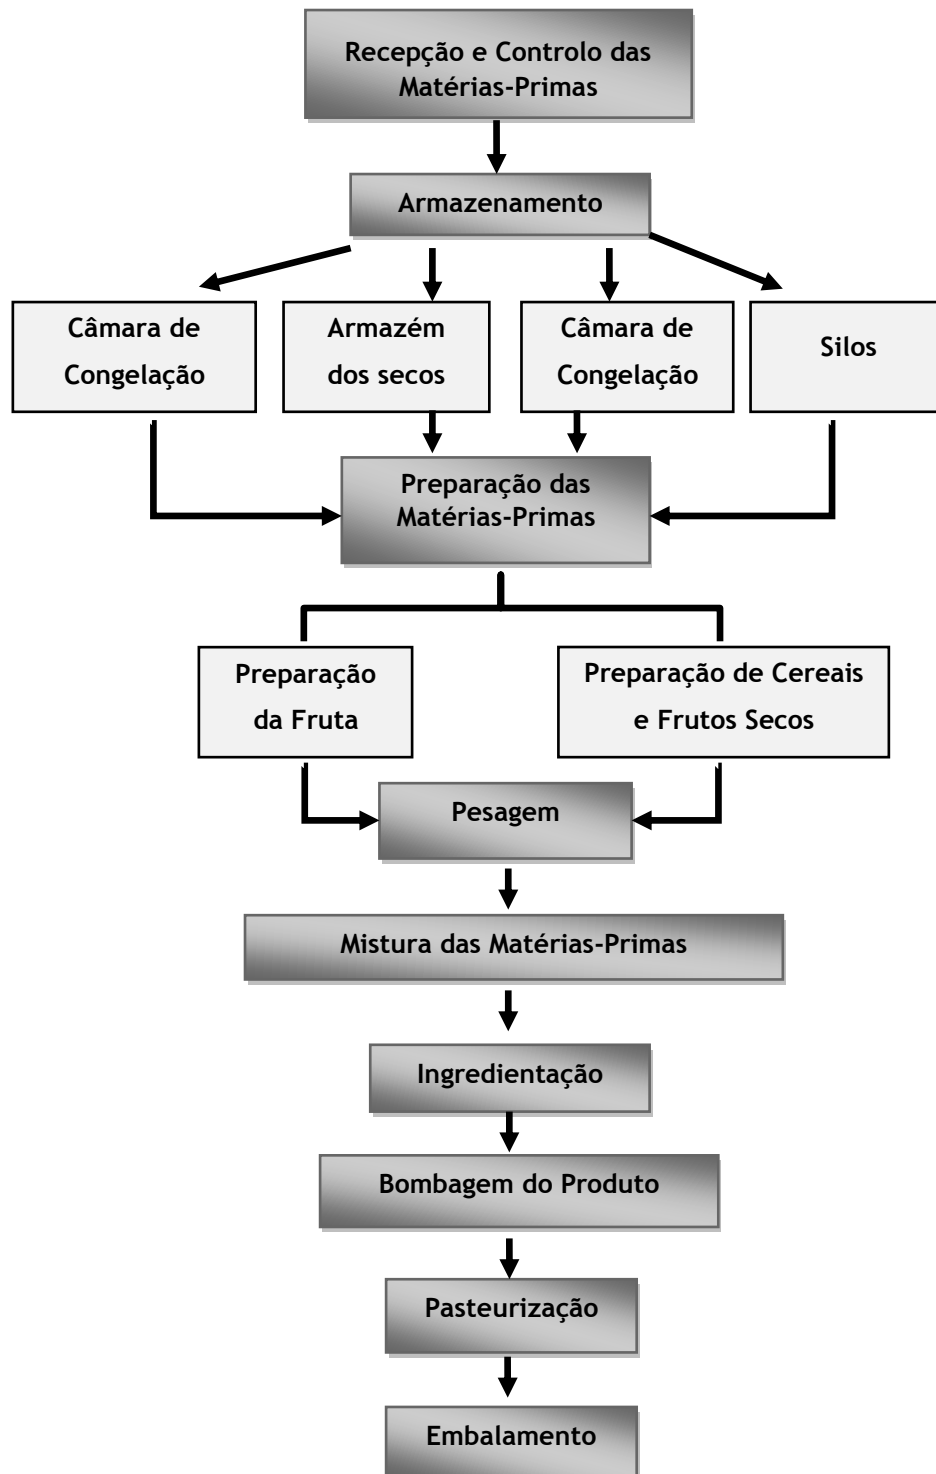 Recepção e Controlo das
Matérias-Primas
Armazenamento
Câmara de
Congelação
Armazém
dos secos
Câmara de
Congelação
Silos
Preparação das
Matérias-Primas
Preparação
da Fruta
Preparação de Cereais
e Frutos Secos
Pesagem
Mistura das Matérias-Primas
Ingredientação
Bombagem do Produto
Pasteurização
Embalamento